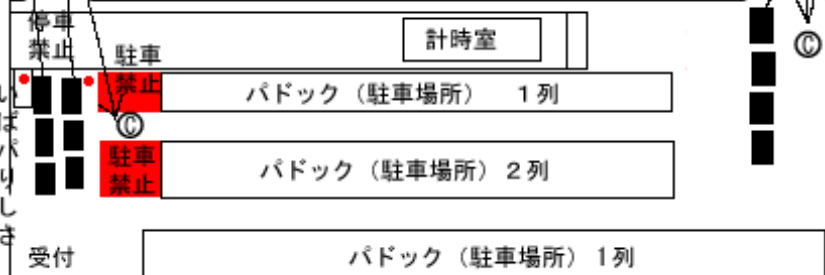 停車
禁止
計時室
駐車
禁止
パドック（駐車場所）　１列
Ⓒ
Ⓒ
駐車
禁止
パドック（駐車場所）２列
受付
パドック（駐車場所）１列